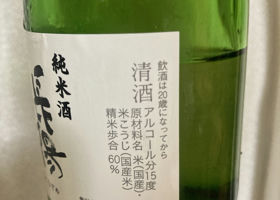 飲酒は20歳になってから
清酒
アルコール分15度
原材料名 米(国産)・
米こうじ(国産米)
精米歩合 60%
純米酒